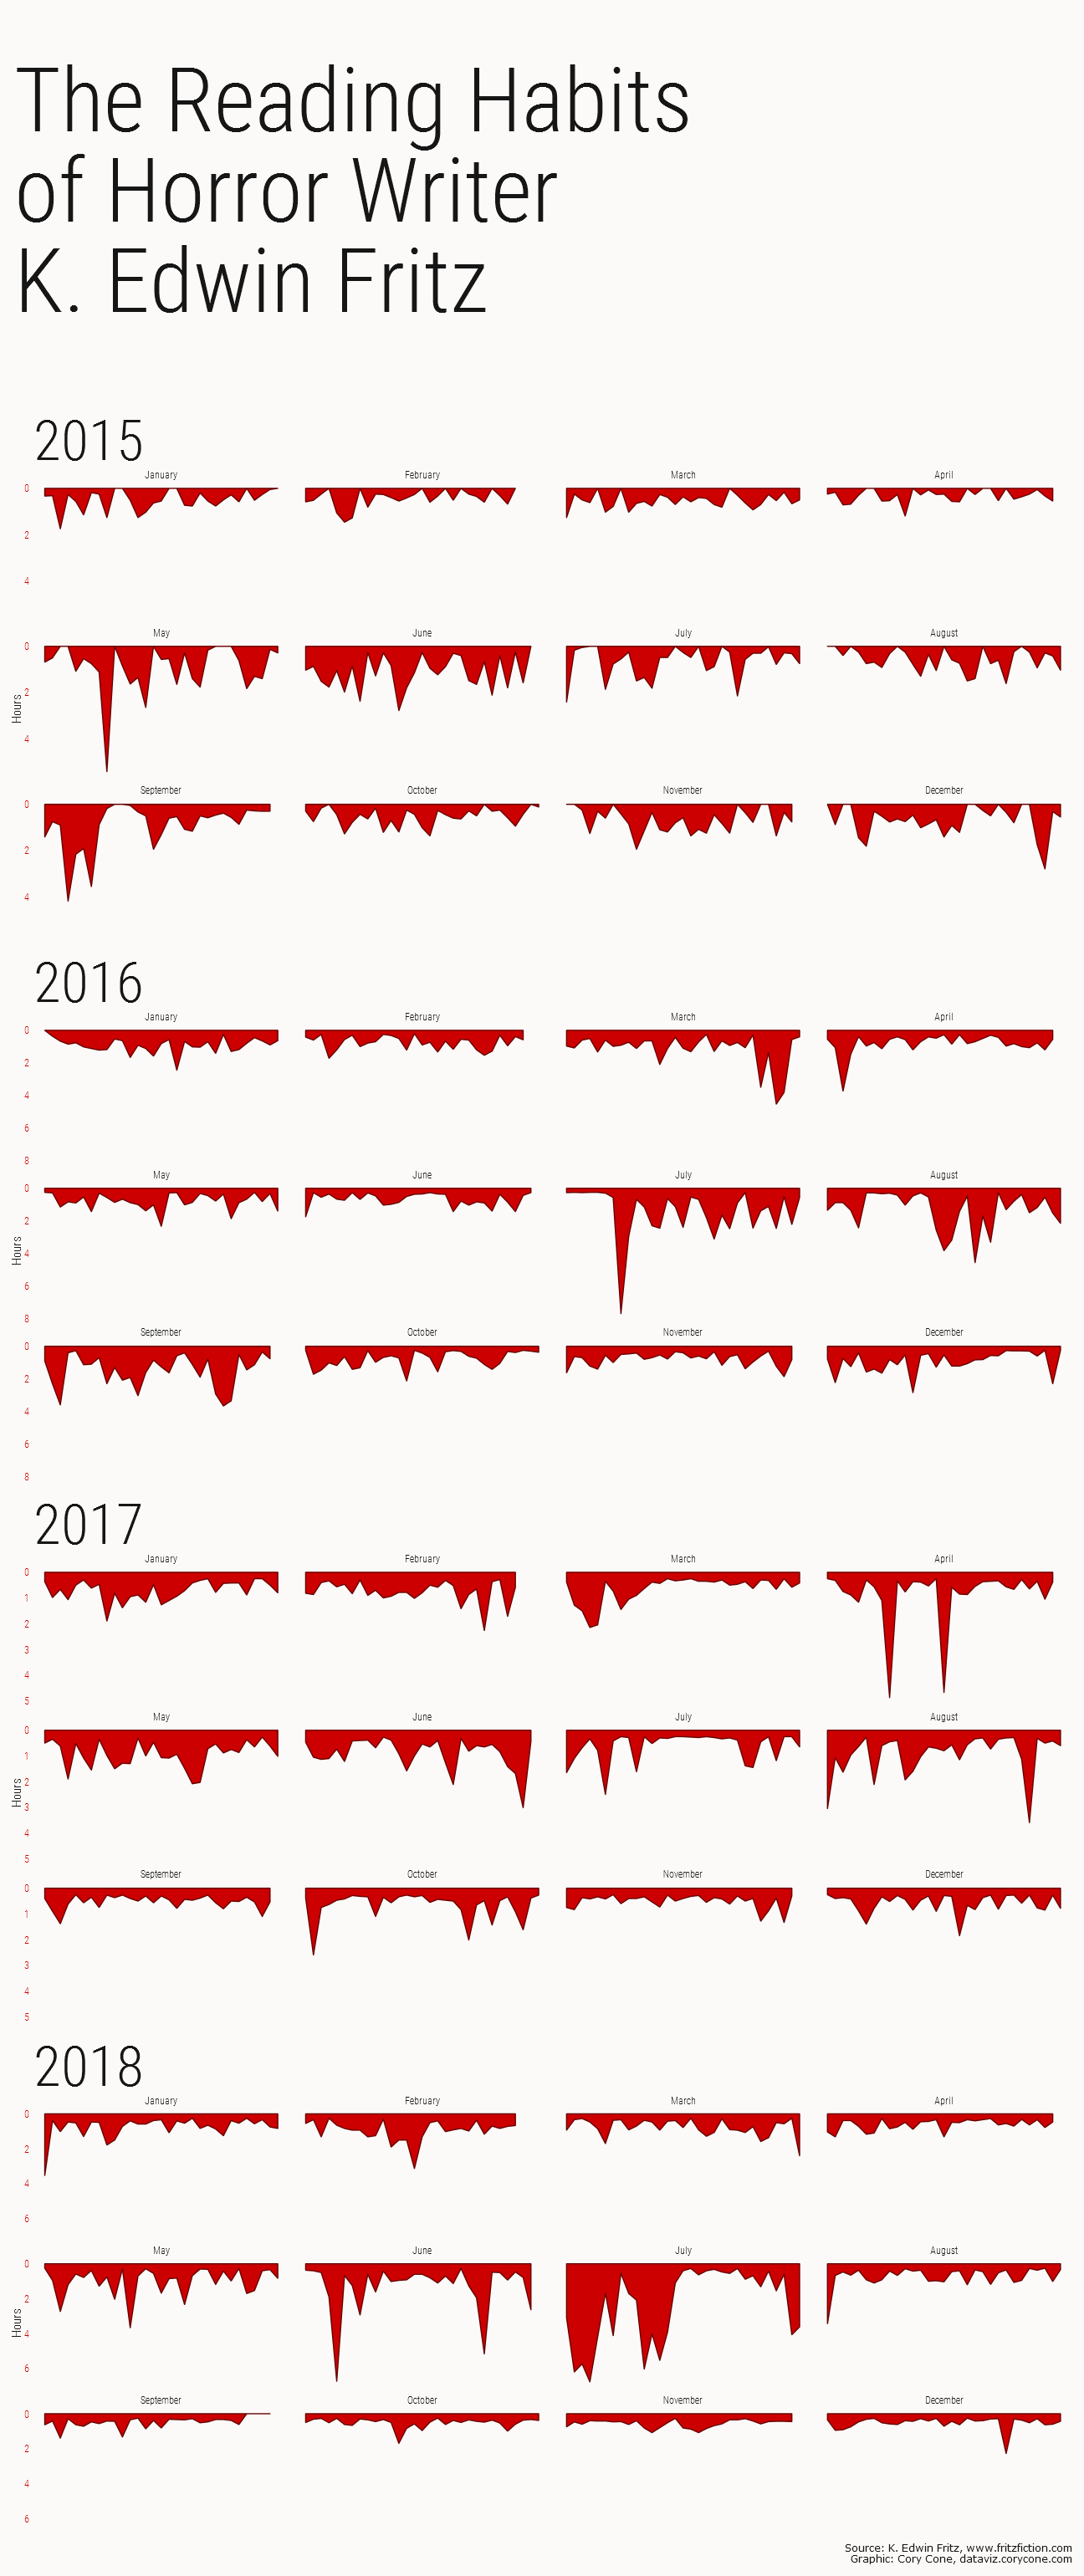 The Reading Habits
of Horror Writer
K. Edwin Fritz
2015
January February March April
0
2
4
May June July August
0
2
4
Hours
September October November December
0
2
4
2016
January February March April
0
2
4
6
8
May June July August
0
2
4
6
8
Hours
September October November December
0
2
4
6
8
2017
January February March April
0
1
2
3
4
5
May June July August
0
1
2
3
4
5
Hours
September October November December
0
1
2
3
4
5
2018
January February March April
0
2
4
6
May June July August
0
2
4
6
Hours
September October November December
0
2
4
6
Source: K. Edwin Fritz, www.fritzfiction.com
Graphic: Cory Cone, dataviz.corycone.com